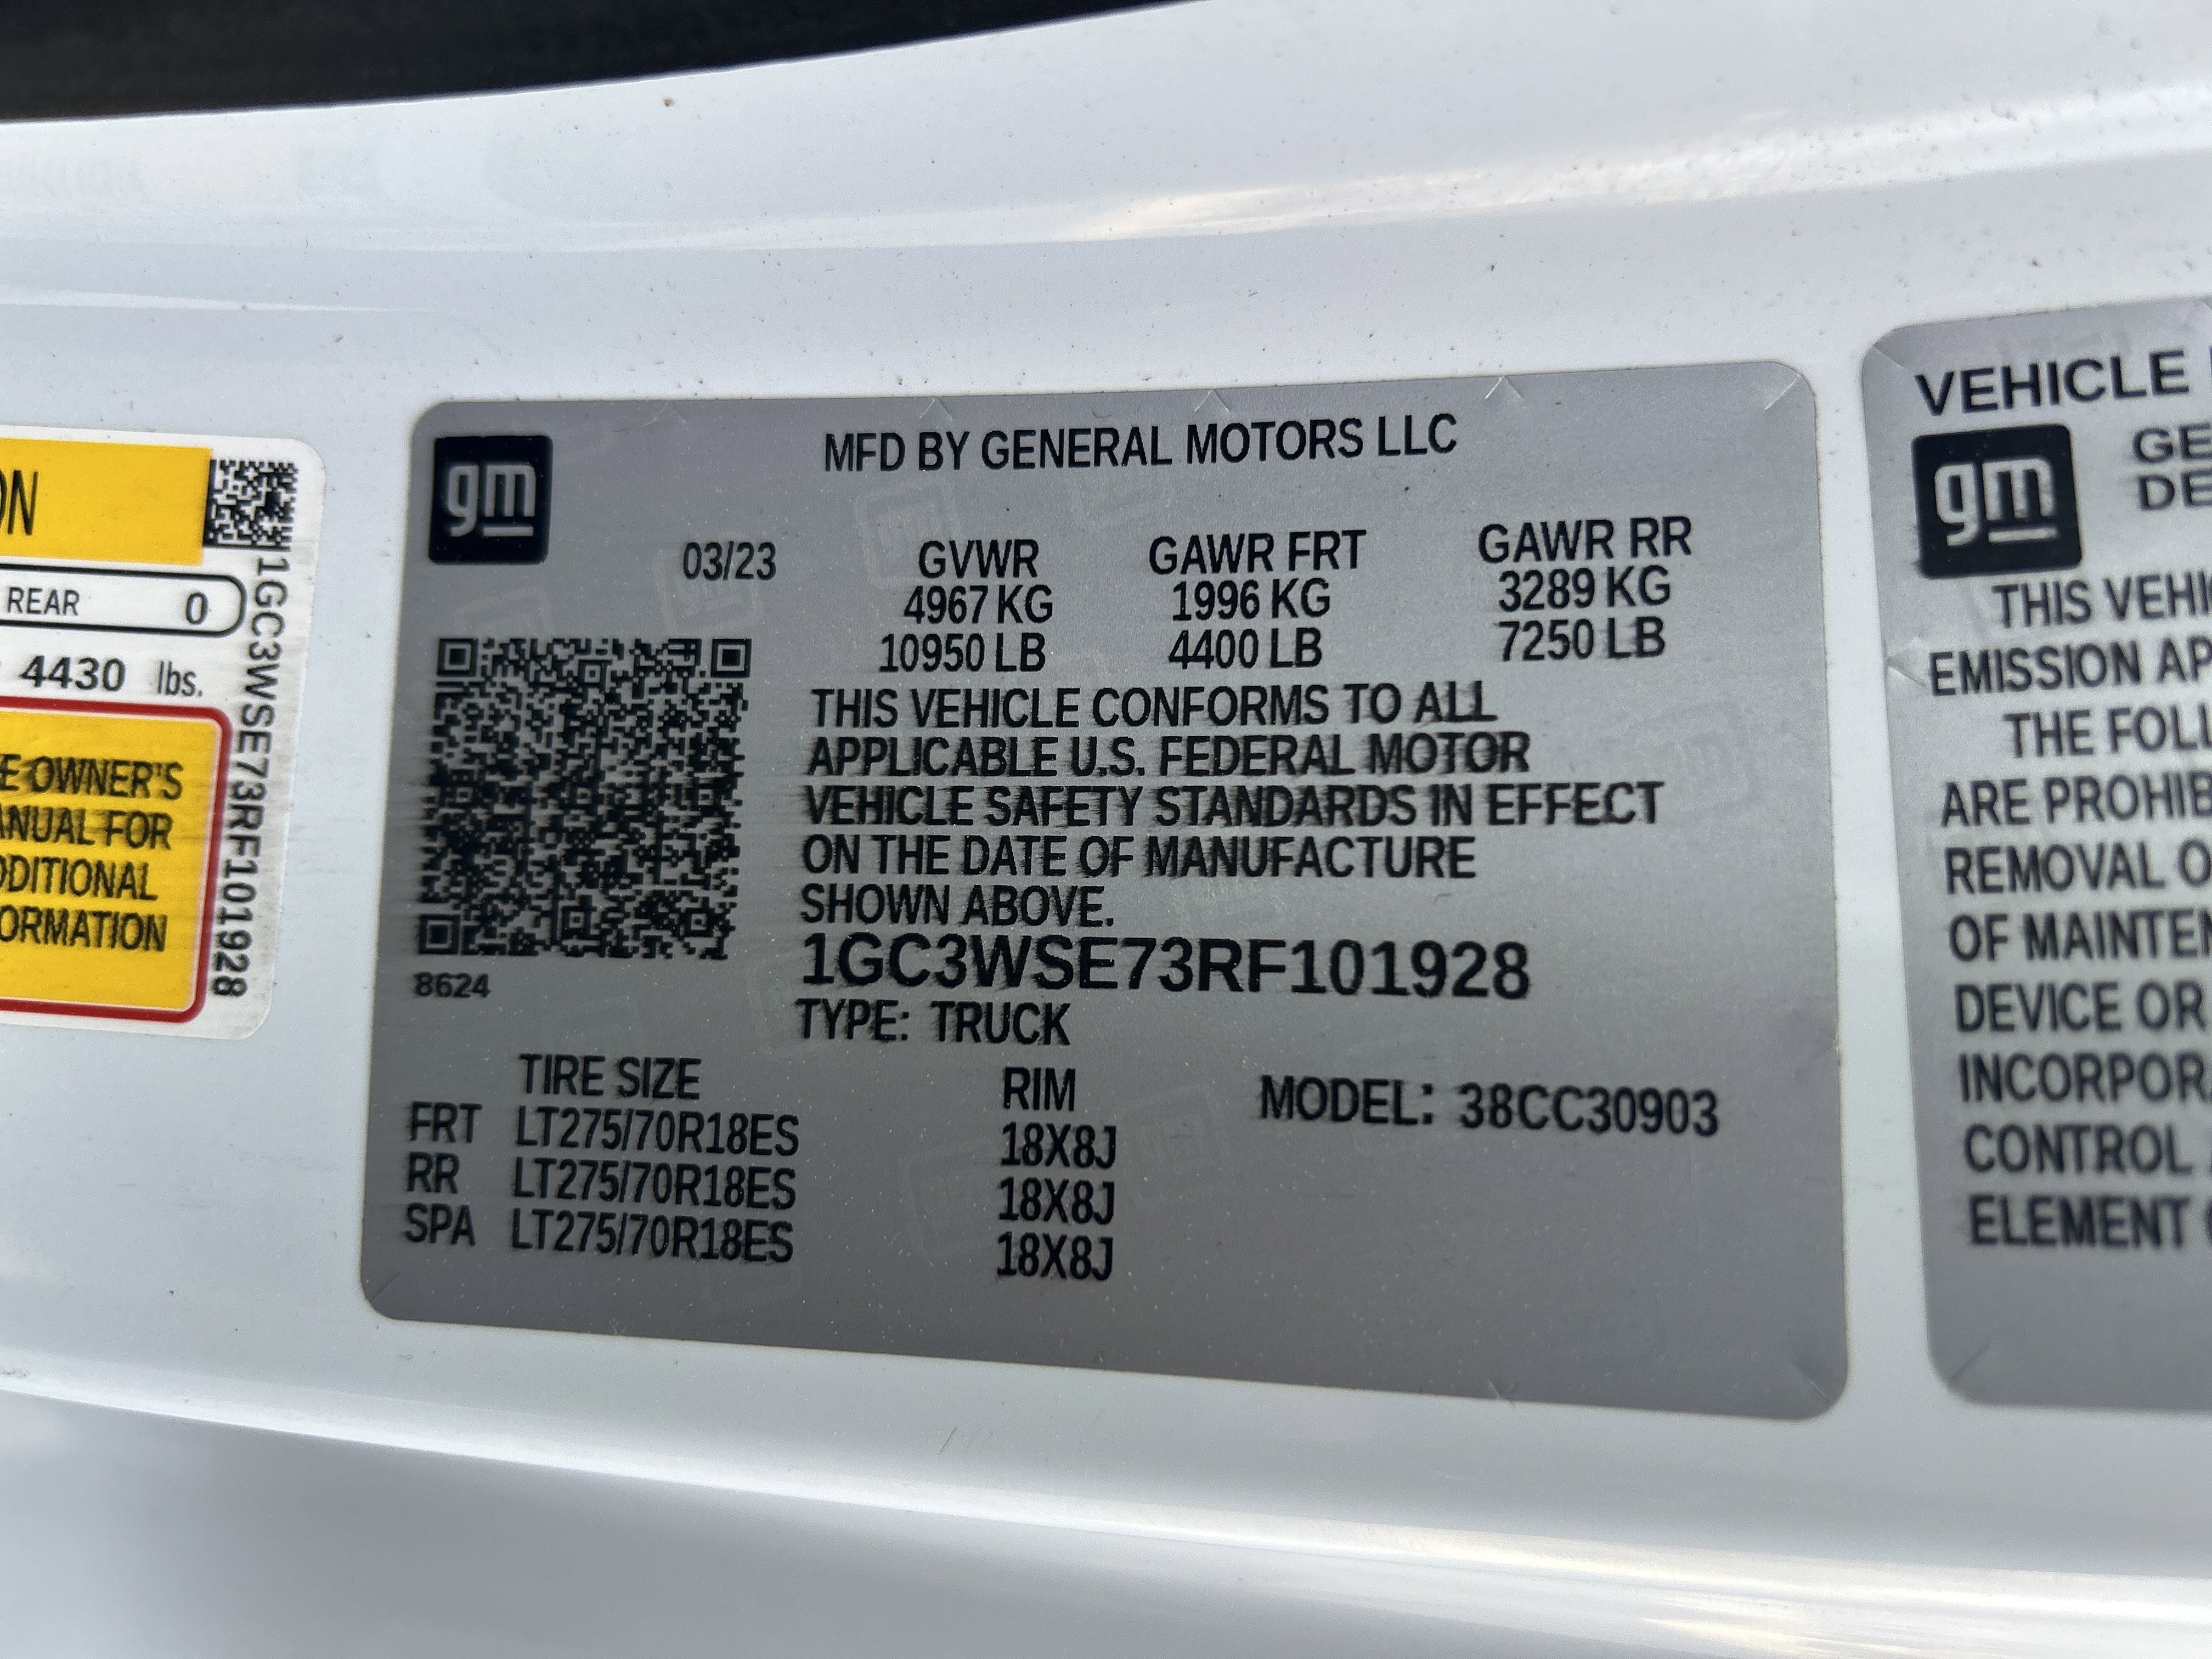 ON
REAR 0
4430 lbs.
E OWNER'S
ANUAL FOR
DDITIONAL
ORMATION
1GC3WSE73RF101928
gm
MFD BY GENERAL MOTORS LLC
03/23 GVWR GAWR FRT GAWR RR
4967 KG 1996 KG 3289 KG
10950 LB 4400 LB 7250 LB
THIS VEHICLE CONFORMS TO ALL
APPLICABLE U.S. FEDERAL MOTOR
VEHICLE SAFETY STANDARDS IN EFFECT
ON THE DATE OF MANUFACTURE
SHOWN ABOVE.
1GC3WSE73RF101928
8624
TYPE: TRUCK
TIRE SIZE RIM MODEL: 38CC30903
FRT LT275/70R18ES 18X8J
RR LT275/70R18ES 18X8J
SPA LT275/70R18ES 18X8J
VEHICLE
gm
GE
DE
THIS VEHI
EMISSION AP
THE FOLL
ARE PROHIB
REMOVAL O
OF MAINTEN
DEVICE OR
INCORPOR
CONTROL
ELEMENT